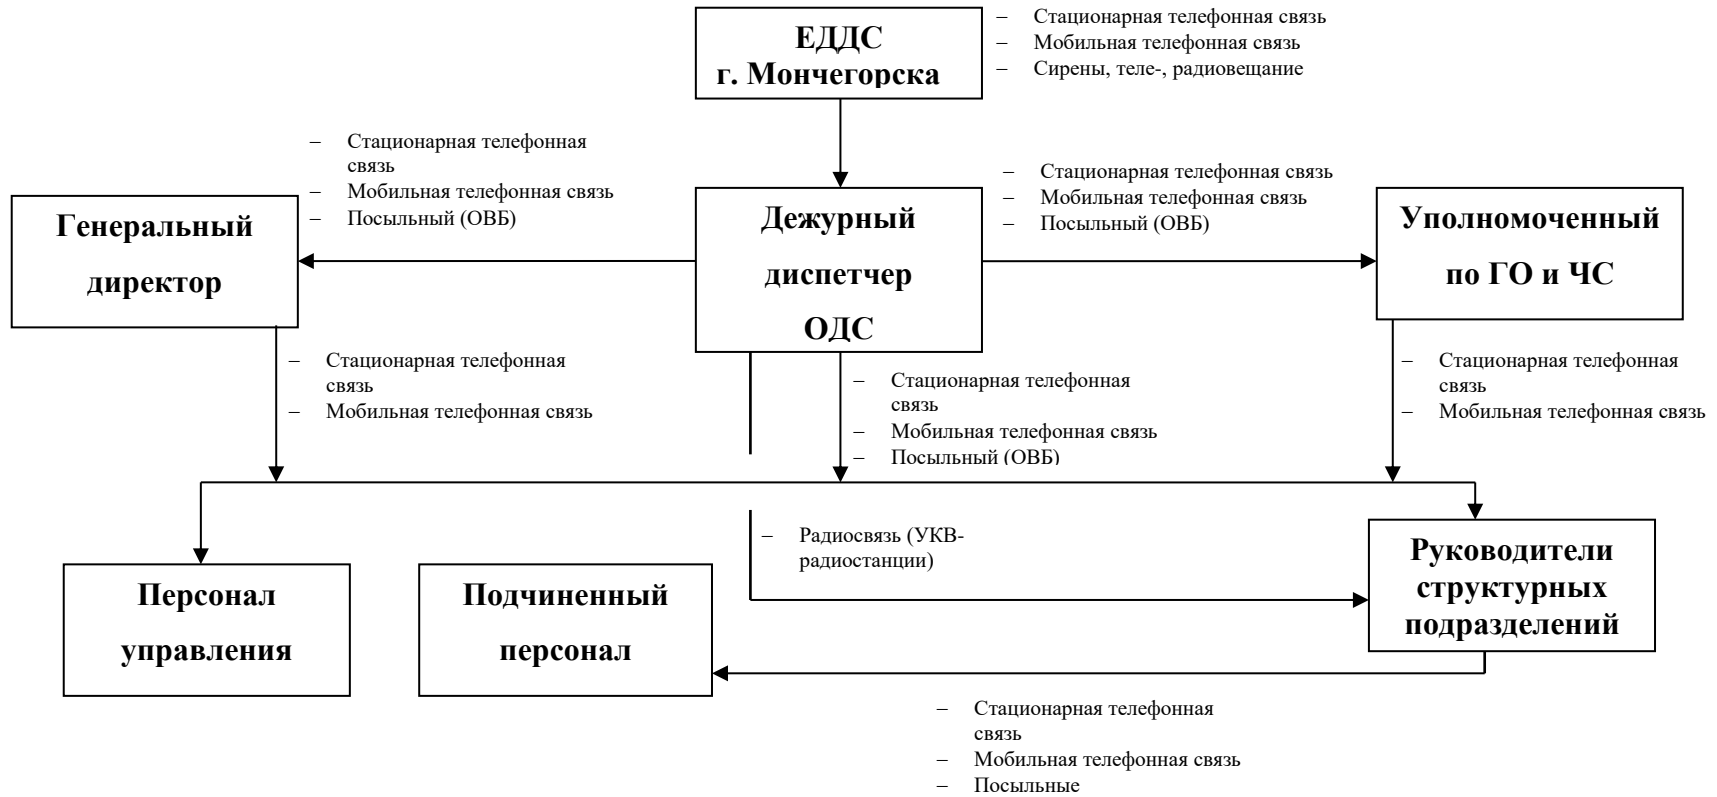 ЕДДС
г. Мончегорска
– Стационарная телефонная связь
– Мобильная телефонная связь
– Сирены, теле-, радиовещание
– Стационарная телефонная
связь
– Мобильная телефонная связь
– Посыльный (ОВБ)
– Стационарная телефонная связь
– Мобильная телефонная связь
– Посыльный (ОВБ)
Генеральный
директор
Дежурный
диспетчер
ОДС
Уполномоченный
по ГО и ЧС
– Стационарная телефонная
связь
– Мобильная телефонная связь
– Стационарная телефонная
связь
– Мобильная телефонная связь
– Посыльный (ОВБ)
– Стационарная телефонная
связь
– Мобильная телефонная связь
– Радиосвязь (УКВ-
радиостанции)
Персонал
управления
Подчиненный
персонал
Руководители
структурных
подразделений
– Стационарная телефонная
связь
– Мобильная телефонная связь
– Посыльные